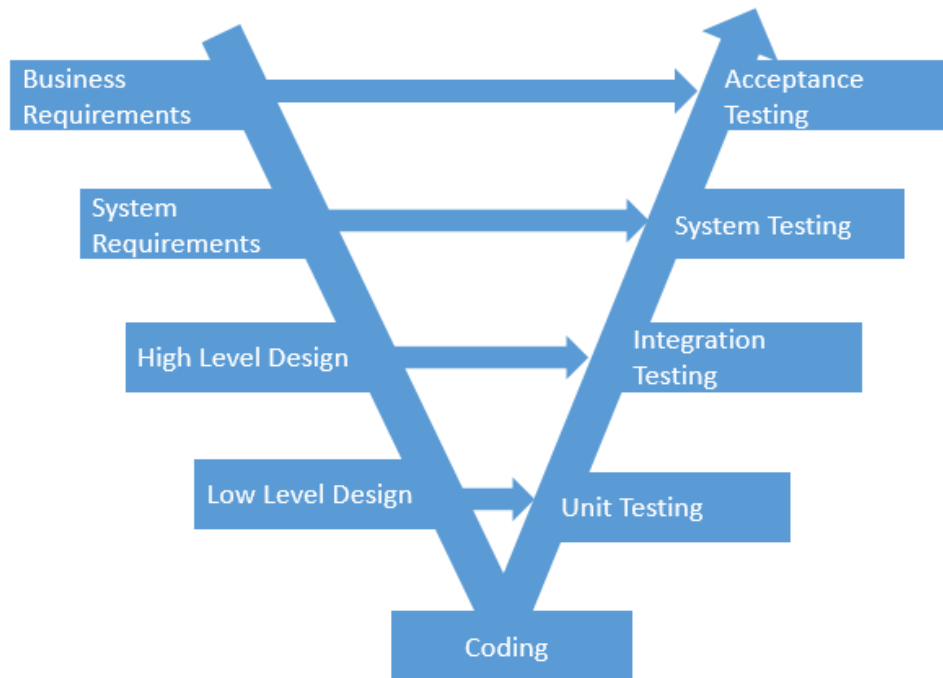 Business
Requirements
Acceptance
Testing
System
Requirements
System Testing
High Level Design
Integration
Testing
Low Level Design
Unit Testing
Coding